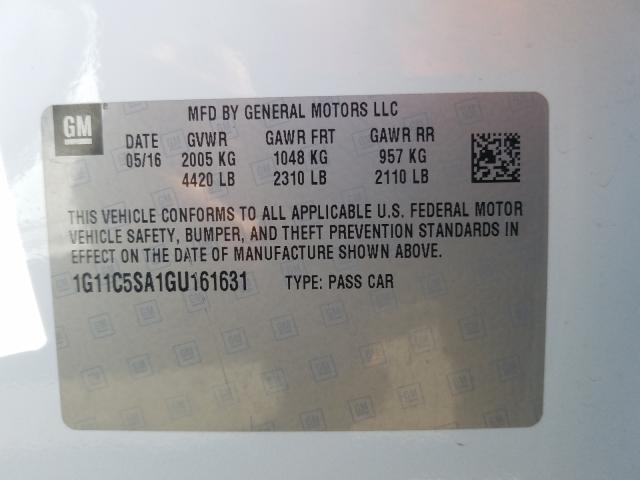 GM
MFD BY GENERAL MOTORS LLC
DATE GVWR GAWR FRT GAWR RR
05/16 2005 KG 1048 KG 957 KG
4420 LB 2310 LB 2110 LB
THIS VEHICLE CONFORMS TO ALL APPLICABLE U.S. FEDERAL MOTOR
VEHICLE SAFETY, BUMPER, AND THEFT PREVENTION STANDARDS IN
EFFECT ON THE DATE OF MANUFACTURE SHOWN ABOVE.
1G11C5SA1GU161631 TYPE: PASS CAR